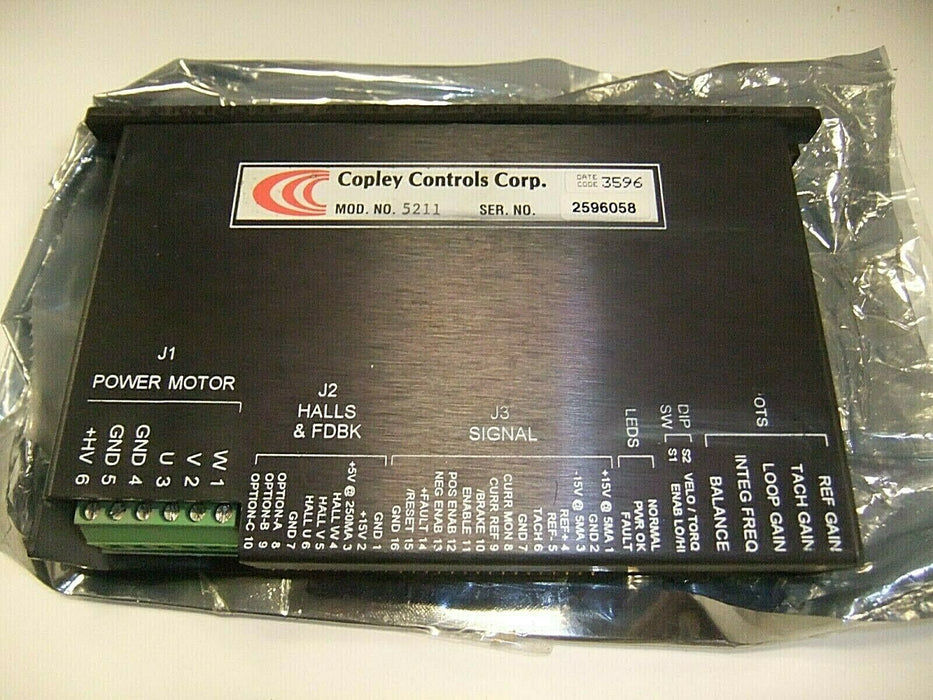 Copley Controls Corp.
DATE CODE 3596
MOD. NO. 5211 SER. NO. 2596058
J1
POWER MOTOR
+HV 6
GND 5
GND 4
U 3
V 2
W 1
J2
HALLS
& FDBK
OPTION-C 10
OPTION-B 9
OPTION-A 8
GND 7
HALL U 6
HALL V 5
HALL W 4
+5V @ 250MA 3
+15V 2
GND 1
J3
SIGNAL
GND 16
/RESET 15
+FAULT 14
NEG ENAB 13
POS ENAB 12
ENABLE 11
/BRAKE 10
CURR REF 9
CURR MON 8
GND 7
TACH 6
REF- 5
REF+ 4
-15V @ 5MA 3
GND 2
+15V @ 5MA 1
LEDS
FAULT
PWR OK
NORMAL
DIP
SW
S1 ENAB LO/HI
S2 VELO / TORQ
POTS
BALANCE
INTEG FREQ
LOOP GAIN
TACH GAIN
REF GAIN